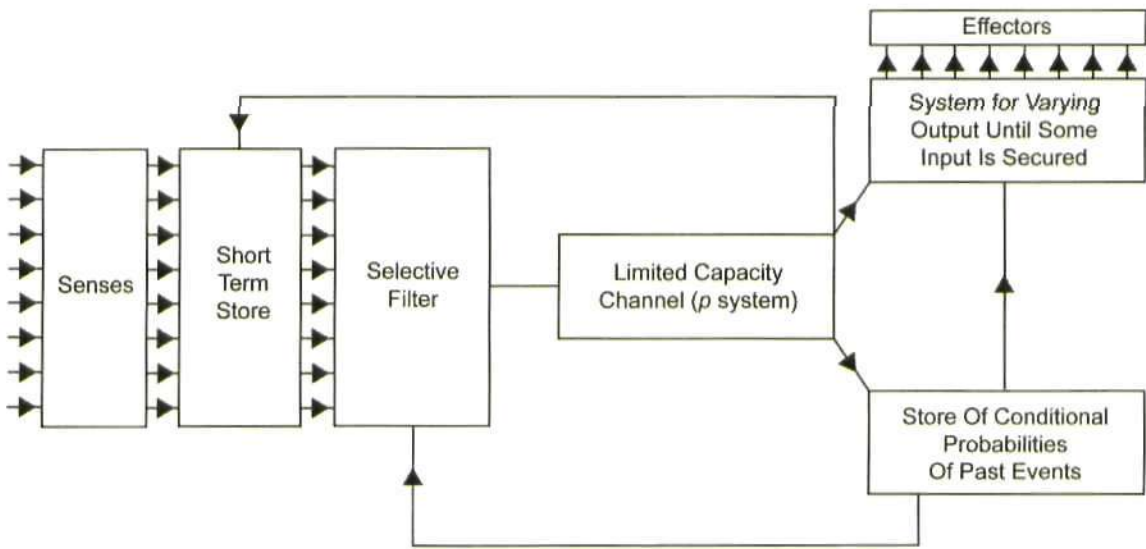 Effectors
System for Varying
Output Until Some
Input Is Secured
Senses
Short
Term
Store
Selective
Filter
Limited Capacity
Channel (p system)
Store Of Conditional
Probabilities
Of Past Events